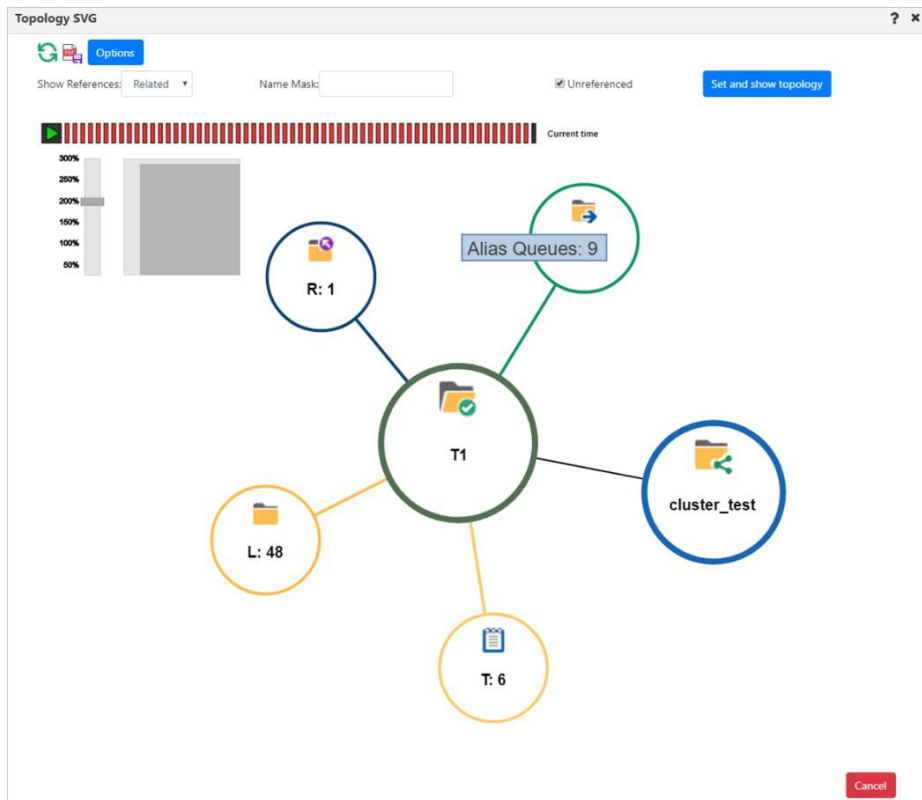 Topology SVG
? ×
Options
Show References: Related Name Mask: Unreferenced Set and show topology
Current time
300%
250%
200%
150%
100%
50%
Alias Queues: 9
R: 1
T1
cluster_test
L: 48
T: 6
Cancel